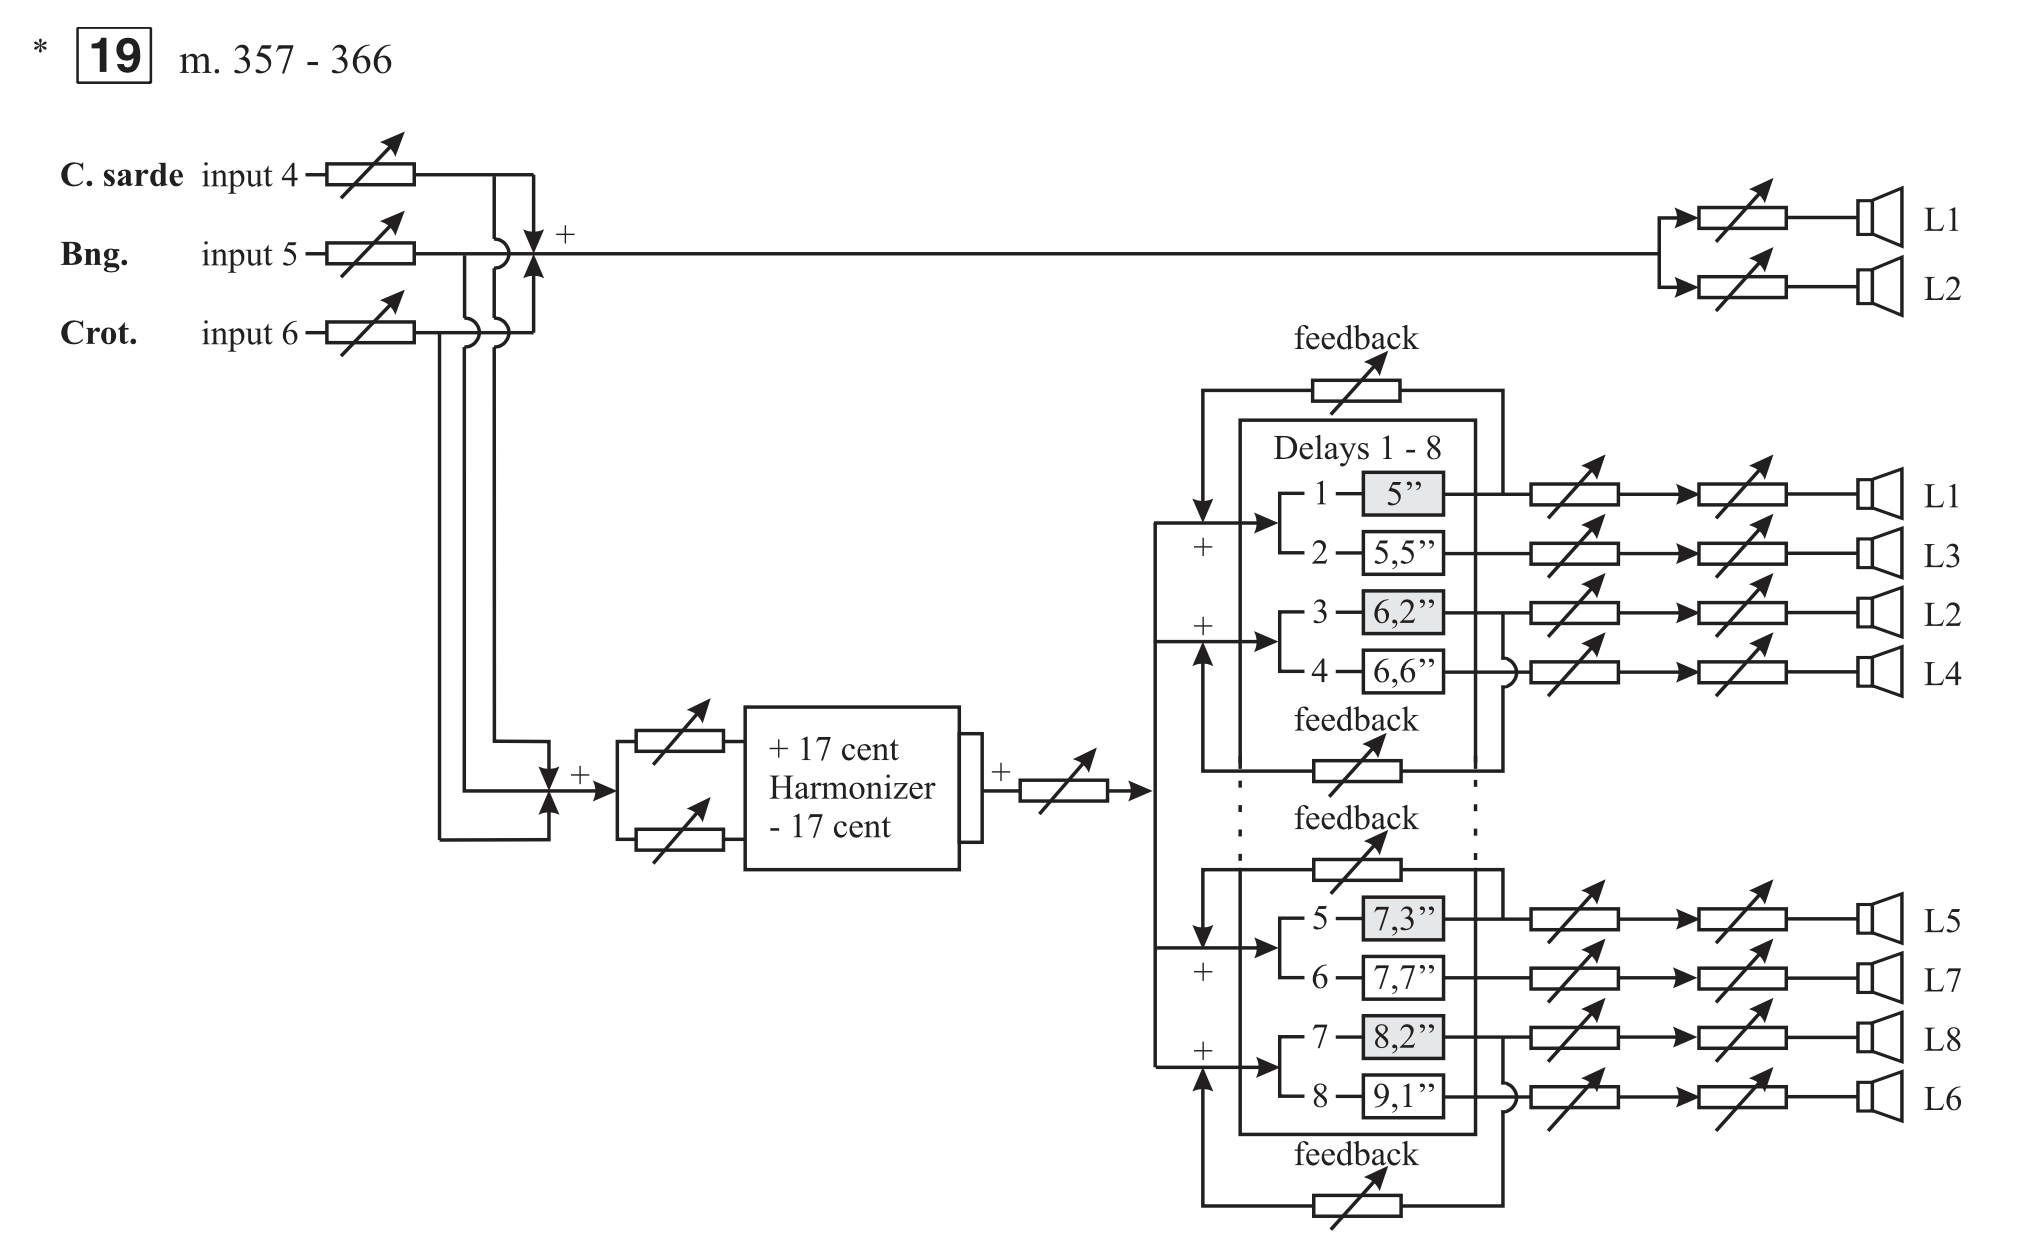 * 19 m. 357 - 366
C. sarde input 4
+
L1
Bng. input 5
L2
Crot. input 6
feedback
Delays 1 - 8
1 5”
L1
+
2 5,5”
L3
+
3 6,2”
L2
4 6,6”
L4
feedback
+
+ 17 cent
Harmonizer
- 17 cent
+
feedback
5 7,3”
L5
+
6 7,7”
L7
+
7 8,2”
L8
8 9,1”
L6
feedback